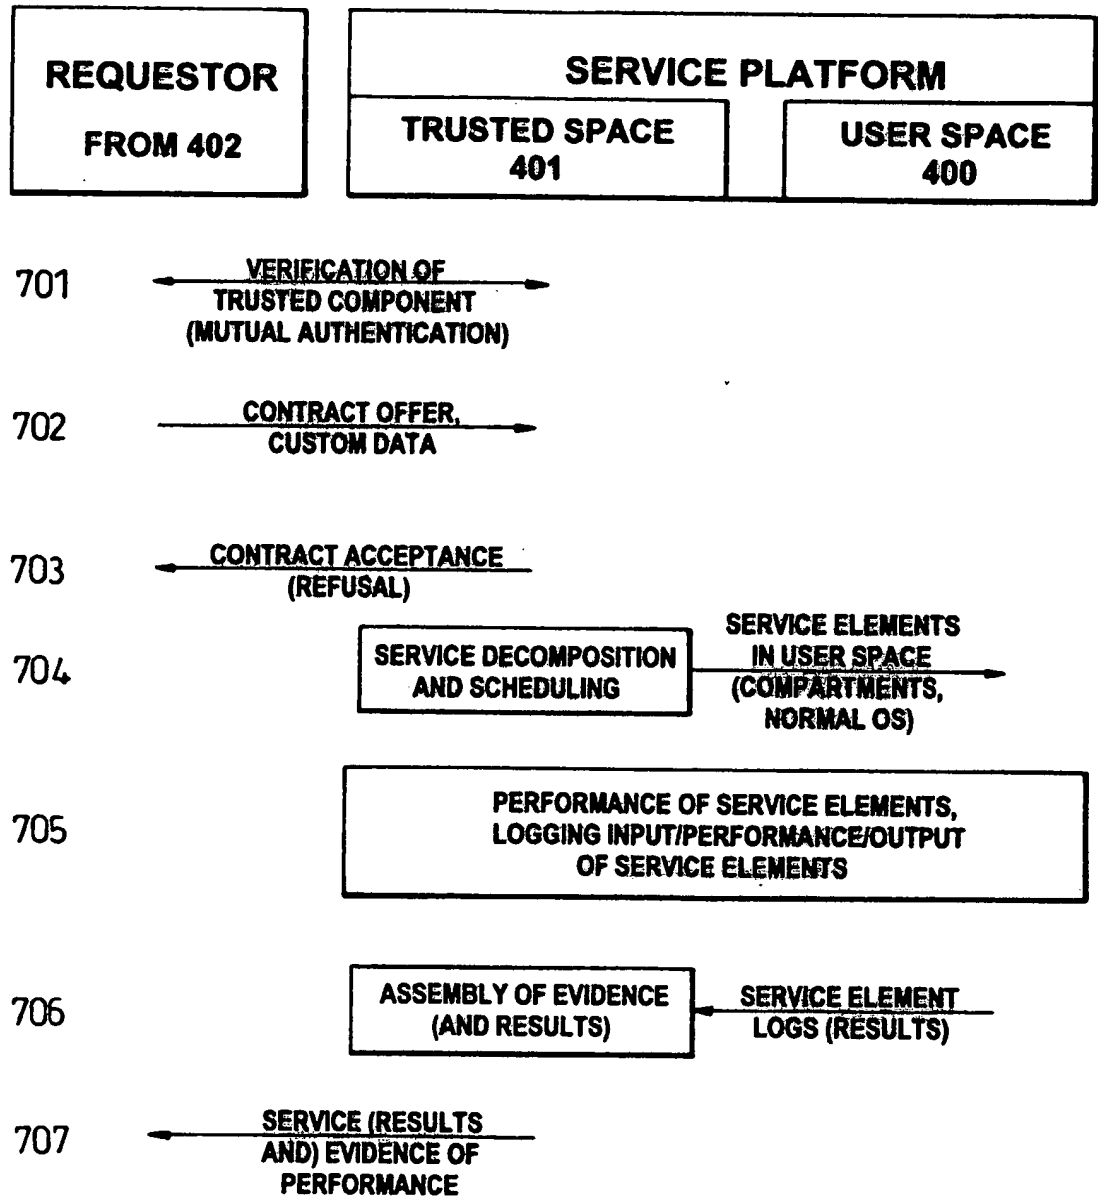 REQUESTOR
FROM 402
SERVICE PLATFORM
TRUSTED SPACE
401
USER SPACE
400
701
VERIFICATION OF
TRUSTED COMPONENT
(MUTUAL AUTHENTICATION)
702
CONTRACT OFFER,
CUSTOM DATA
703
CONTRACT ACCEPTANCE
(REFUSAL)
704
SERVICE DECOMPOSITION
AND SCHEDULING
SERVICE ELEMENTS
IN USER SPACE
(COMPARTMENTS,
NORMAL OS)
705
PERFORMANCE OF SERVICE ELEMENTS,
LOGGING INPUT/PERFORMANCE/OUTPUT
OF SERVICE ELEMENTS
706
ASSEMBLY OF EVIDENCE
(AND RESULTS)
SERVICE ELEMENT
LOGS (RESULTS)
707
SERVICE (RESULTS
AND) EVIDENCE OF
PERFORMANCE